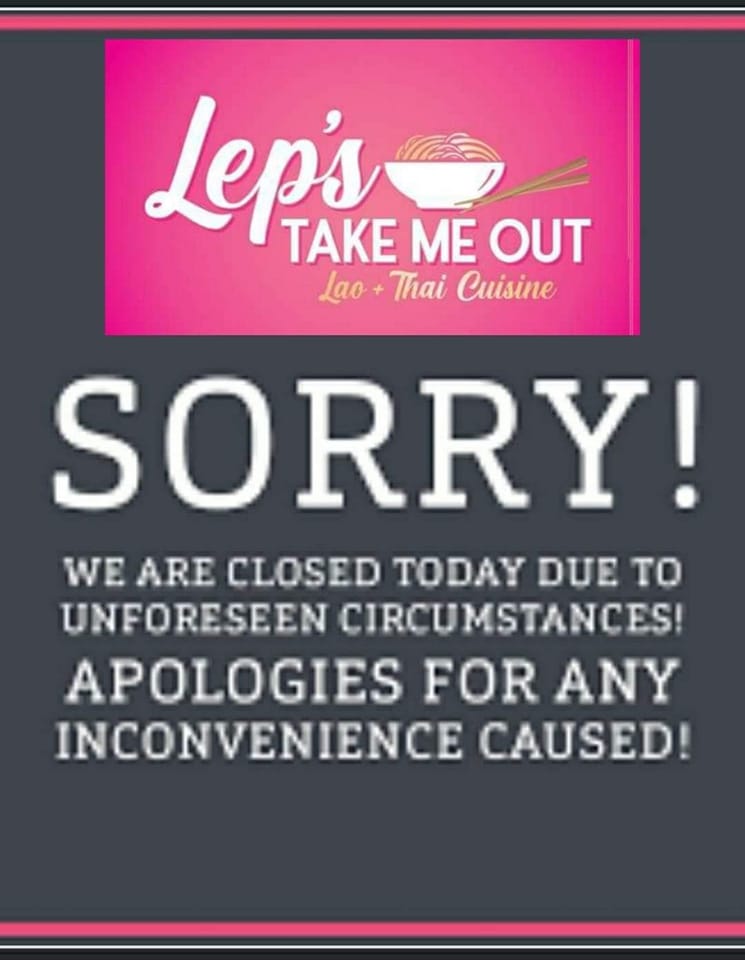 Lep's
TAKE ME OUT
Lao + Thai Cuisine
SORRY!
WE ARE CLOSED TODAY DUE TO
UNFORESEEN CIRCUMSTANCES!
APOLOGIES FOR ANY
INCONVENIENCE CAUSED!